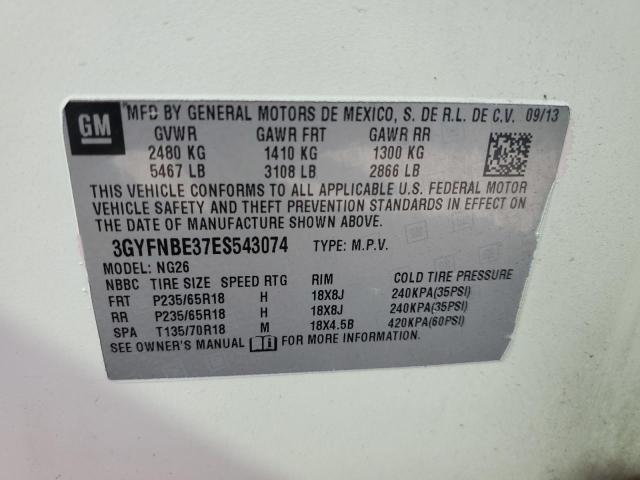 GM
MFD BY GENERAL MOTORS DE MEXICO, S. DE R.L. DE C.V. 09/13
GVWR GAWR FRT GAWR RR
2480 KG 1410 KG 1300 KG
5467 LB 3108 LB 2866 LB
THIS VEHICLE CONFORMS TO ALL APPLICABLE U.S. FEDERAL MOTOR
VEHICLE SAFETY AND THEFT PREVENTION STANDARDS IN EFFECT ON
THE DATE OF MANUFACTURE SHOWN ABOVE.
3GYFNBE37ES543074 TYPE: M.P.V.
MODEL: NG26
NBBC TIRE SIZE SPEED RTG RIM COLD TIRE PRESSURE
FRT P235/65R18 H 18X8J 240KPA(35PSI)
RR P235/65R18 H 18X8J 240KPA(35PSI)
SPA T135/70R18 M 18X4.5B 420KPA(60PSI)
SEE OWNER'S MANUAL FOR MORE INFORMATION.